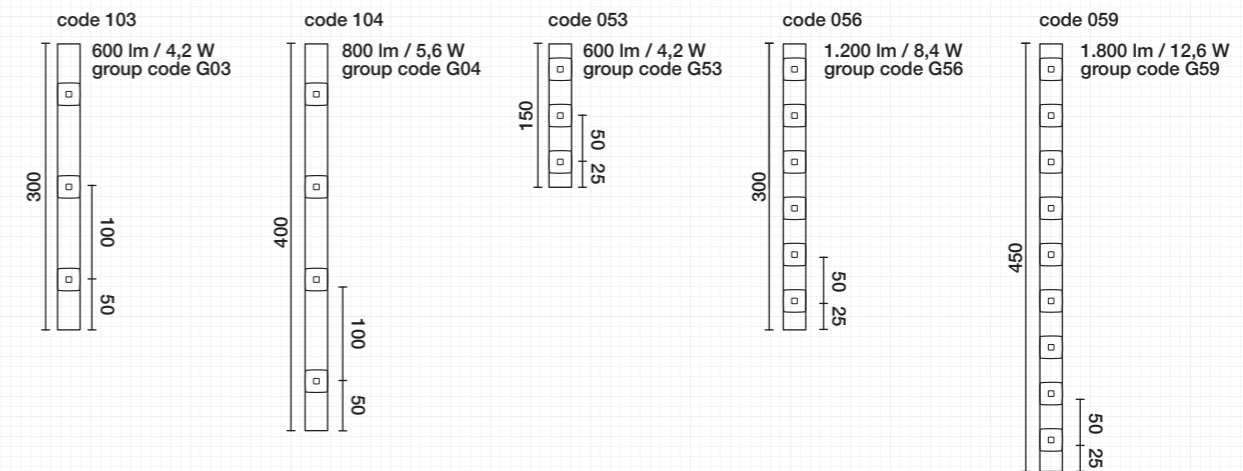 code 103
600 lm / 4,2 W
group code G03
300
100
50
code 104
800 lm / 5,6 W
group code G04
400
100
50
code 053
600 lm / 4,2 W
group code G53
150
50
25
code 056
1.200 lm / 8,4 W
group code G56
300
50
25
code 059
1.800 lm / 12,6 W
group code G59
450
50
25